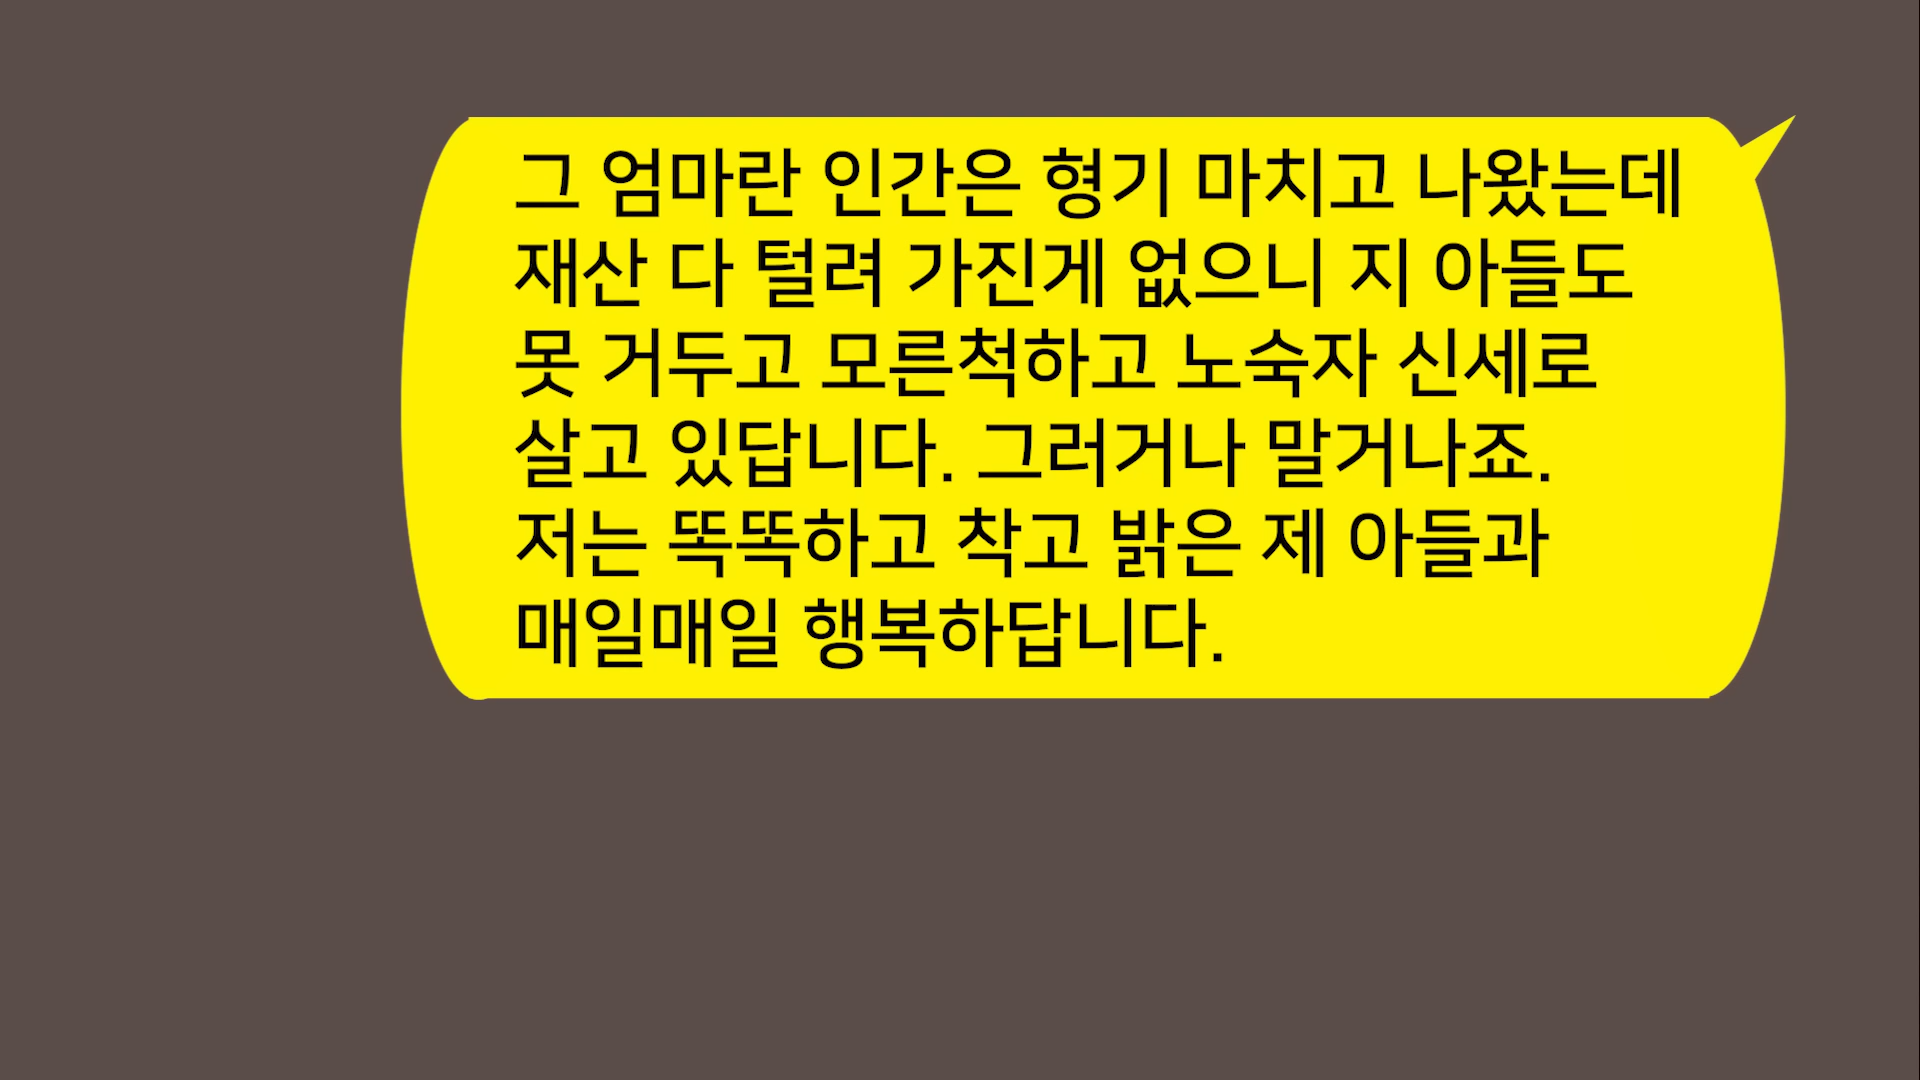 그 엄마란 인간은 형기 마치고 나왔는데
재산 다 털려 가진게 없으니 지 아들도
못 거두고 모른척하고 노숙자 신세로
살고 있답니다. 그러거나 말거나죠.
저는 똑똑하고 착고 밝은 제 아들과
매일매일 행복하답니다.